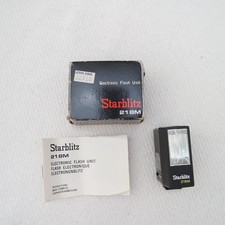 Electronic Flash Unit
Starblitz
218M
Starblitz
218M
ELECTRONIC FLASH UNIT
FLASH ELECTRONIQUE
ELEKTRONENBLITZ
Starblitz
218M